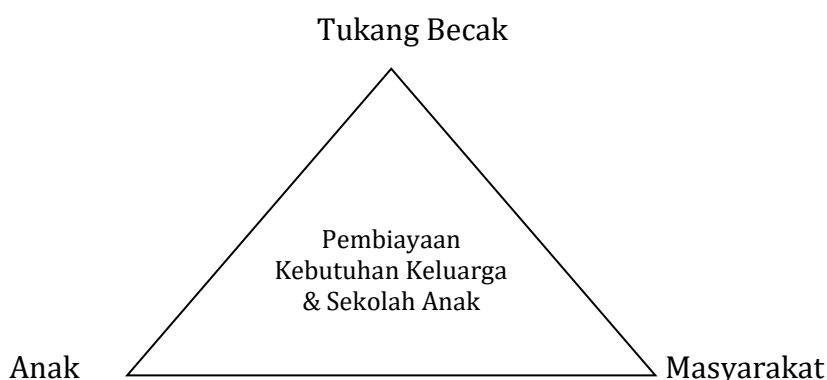 Tukang Becak
Pembiayaan
Kebutuhan Keluarga
& Sekolah Anak
Anak
Masyarakat